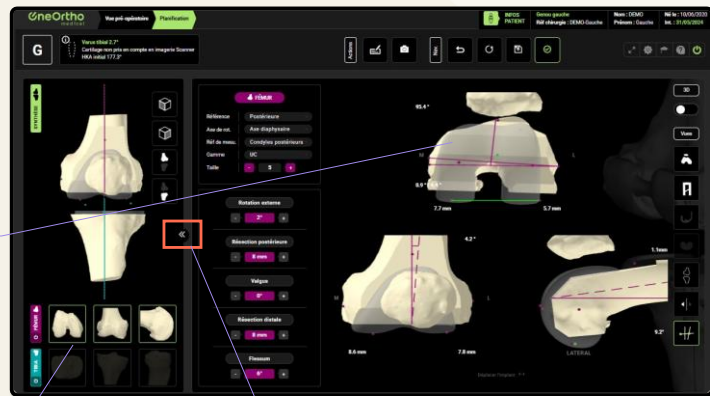 OneOrtho
medical
Vue pré-opératoire
Planification
INFOS
PATIENT
Genou gauche
Réf chirurgie : DEMO-Gauche
Nom : DEMO
Prénom : Gauche
Né le : 10/06/2020
Int. : 31/05/2024
G
Varus tibial 2.7°
Cartilage non pris en compte en imagerie Scanner
HKA initial 177.3°
Actions
Rev
SYNTHÈSE
FÉMUR
Référence
Postérieure
Axe de rot.
Axe diaphysaire
Réf de mesu.
Condyles postérieurs
Gamme
UC
Taille
- 3 +
Rotation externe
- 2° +
Résection postérieure
- 8 mm +
Valgus
- 0° +
Résection distale
- 8 mm +
Flessum
- 0° +
95.4°
M
L
7.7 mm
5.7 mm
4.2°
M
L
8.6 mm
7.8 mm
1.1mm
9.2°
LATERAL
3D
Vues
FÉMUR
TIBIA